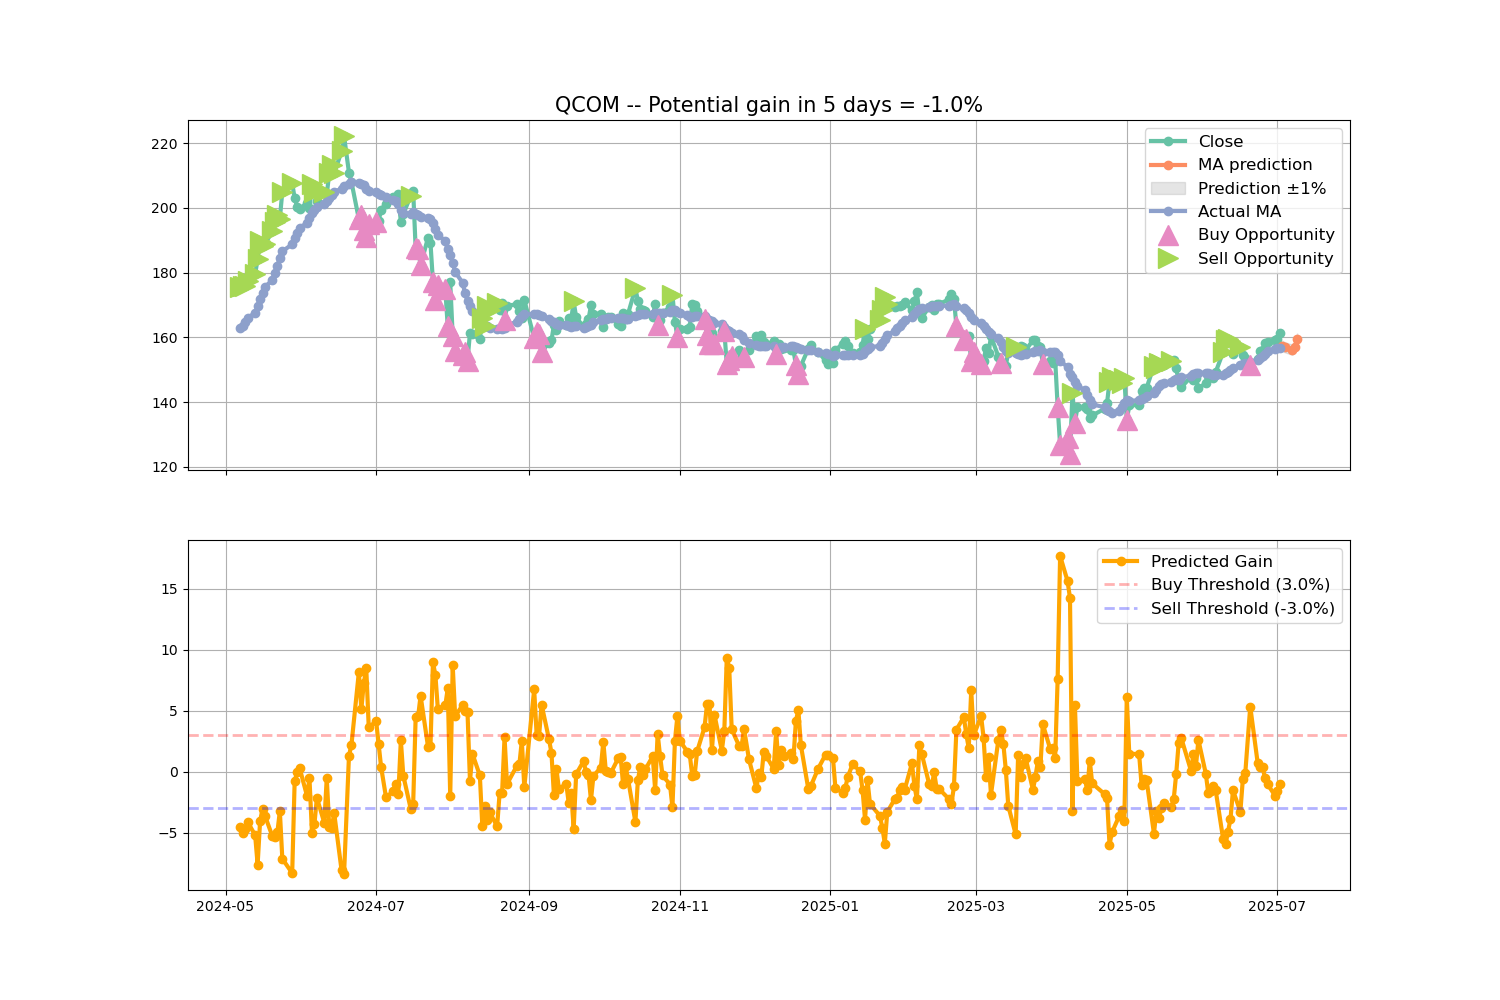 QCOM -- Potential gain in 5 days = -1.0%
220
200
180
160
140
120
Close
MA prediction
Prediction ±1%
Actual MA
Buy Opportunity
Sell Opportunity
15
10
5
0
−5
Predicted Gain
Buy Threshold (3.0%)
Sell Threshold (-3.0%)
2024-05 2024-07 2024-09 2024-11 2025-01 2025-03 2025-05 2025-07